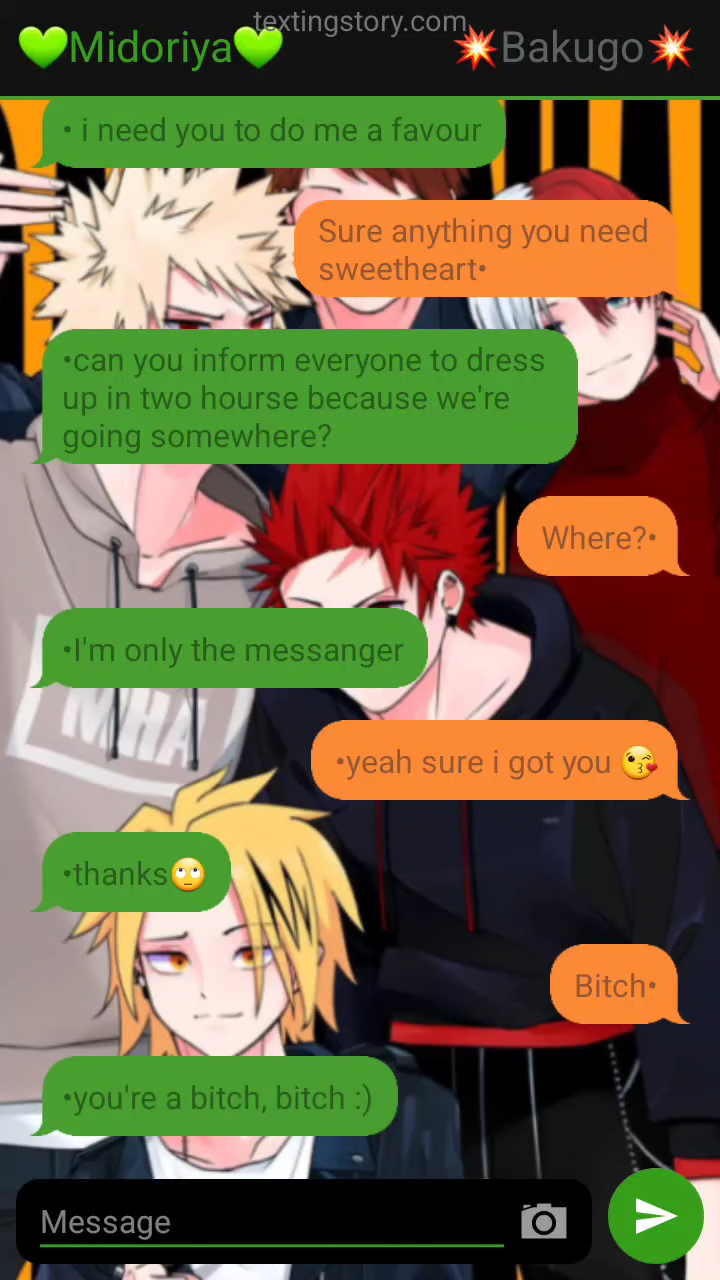 textingstory.com
💚Midoriya💚
💥Bakugo💥
• i need you to do me a favour
Sure anything you need
sweetheart•
•can you inform everyone to dress
up in two hourse because we're
going somewhere?
Where?•
•I'm only the messanger
MHA
•yeah sure i got you 😘
•thanks🙄
Bitch•
•you're a bitch, bitch :)
Message